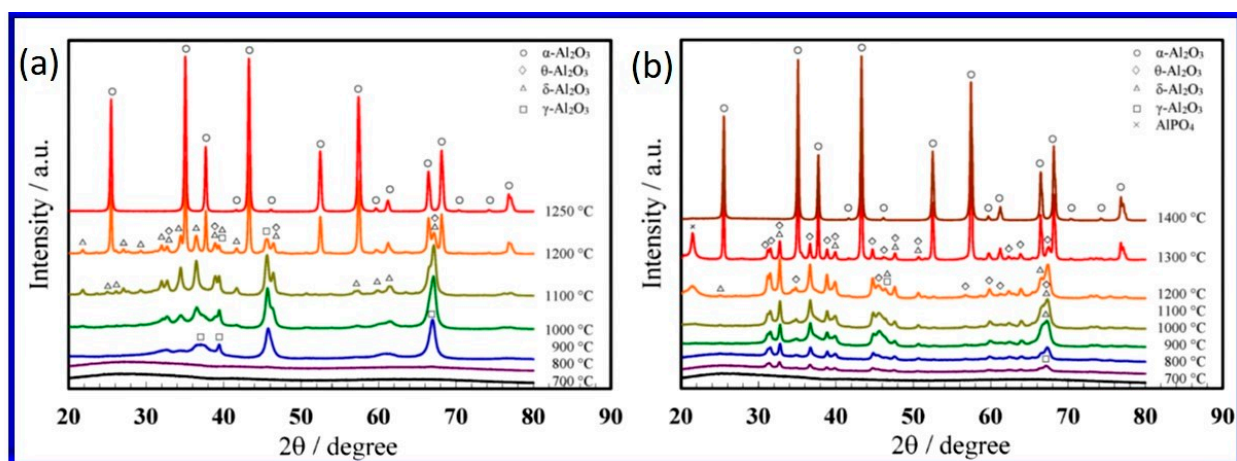 (a)
α-Al₂O₃
θ-Al₂O₃
δ-Al₂O₃
γ-Al₂O₃
1250 °C
1200 °C
1100 °C
1000 °C
900 °C
800 °C
700 °C
Intensity / a.u.
20 30 40 50 60 70 80 90
2θ / degree
(b)
α-Al₂O₃
θ-Al₂O₃
δ-Al₂O₃
γ-Al₂O₃
AlPO₄
1400 °C
1300 °C
1200 °C
1100 °C
1000 °C
900 °C
800 °C
700 °C
Intensity / a.u.
20 30 40 50 60 70 80 90
2θ / degree